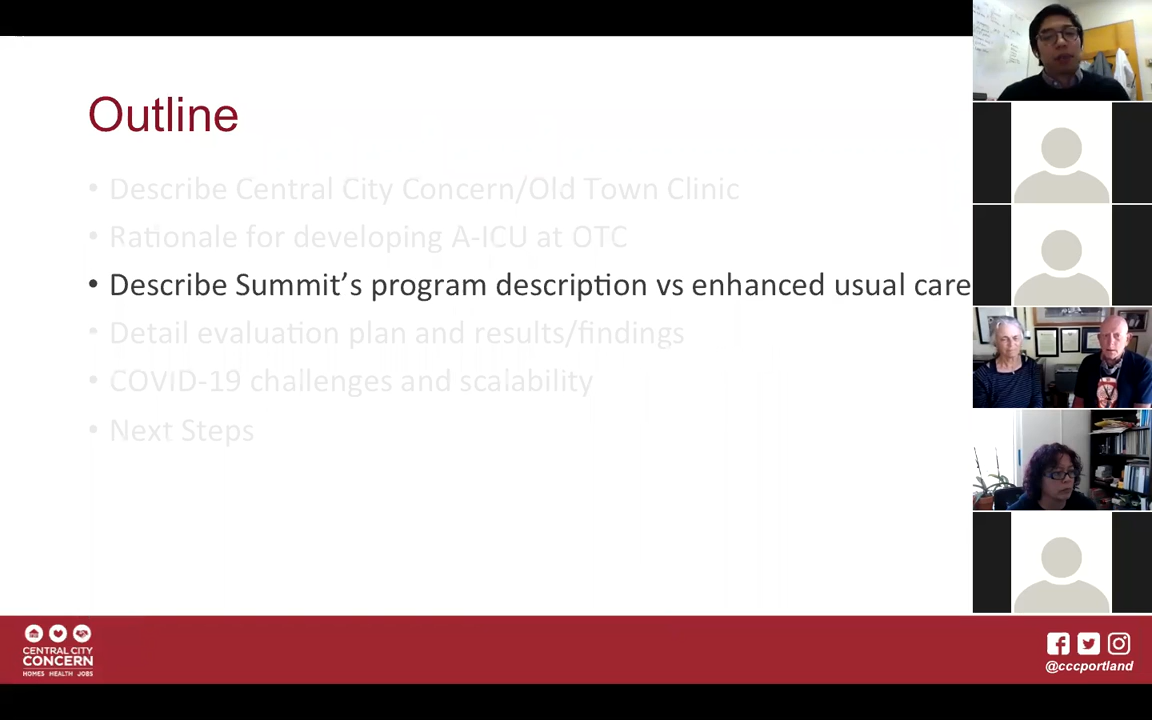 Outline
• Describe Central City Concern/Old Town Clinic
• Rationale for developing A-ICU at OTC
• Describe Summit’s program description vs enhanced usual care
• Detail evaluation plan and results/findings
• COVID-19 challenges and scalability
• Next Steps
CENTRAL CITY
CONCERN
HOMES HEALTH JOBS
@cccportland